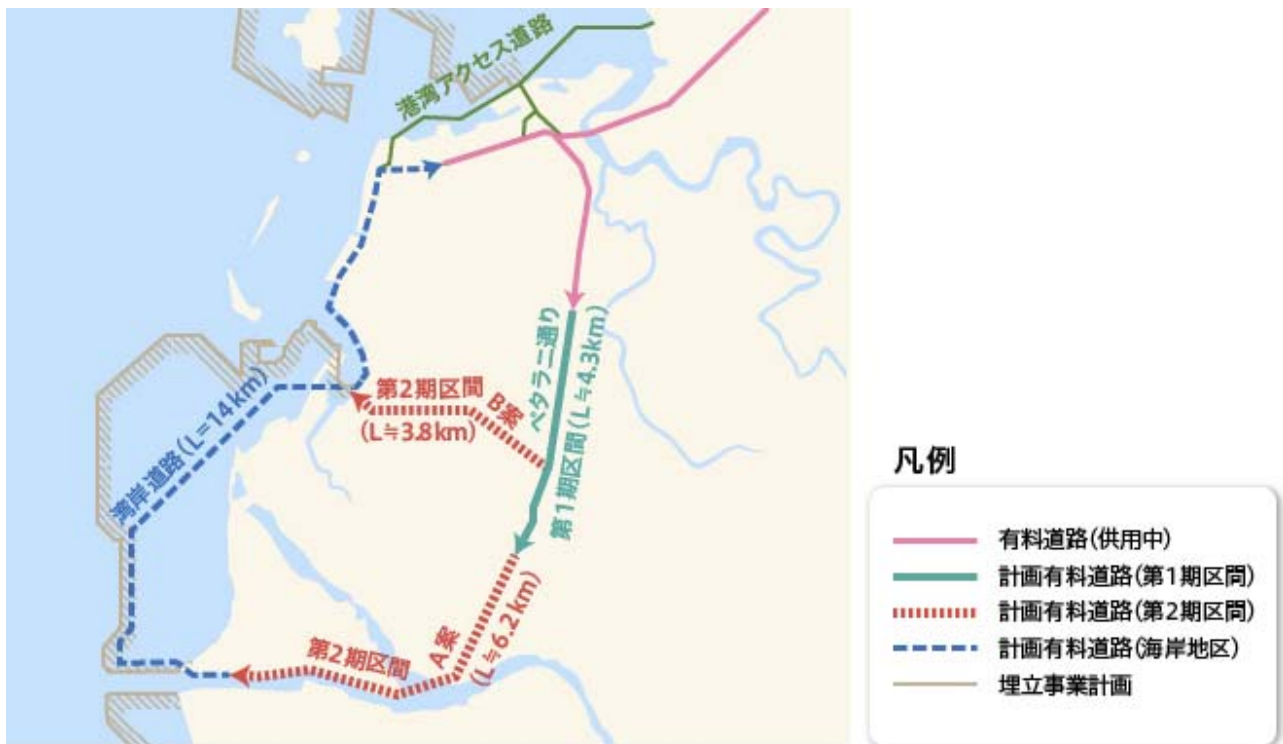 港湾アクセス道路
ペタラニ通り
第1期区間(L≒4.3km)
第2期区間
B案
(L≒3.8km)
湾岸道路(L=14km)
第2期区間
A案
(L≒6.2km)
凡例
有料道路(供用中)
計画有料道路(第1期区間)
計画有料道路(第2期区間)
計画有料道路(海岸地区)
埋立事業計画